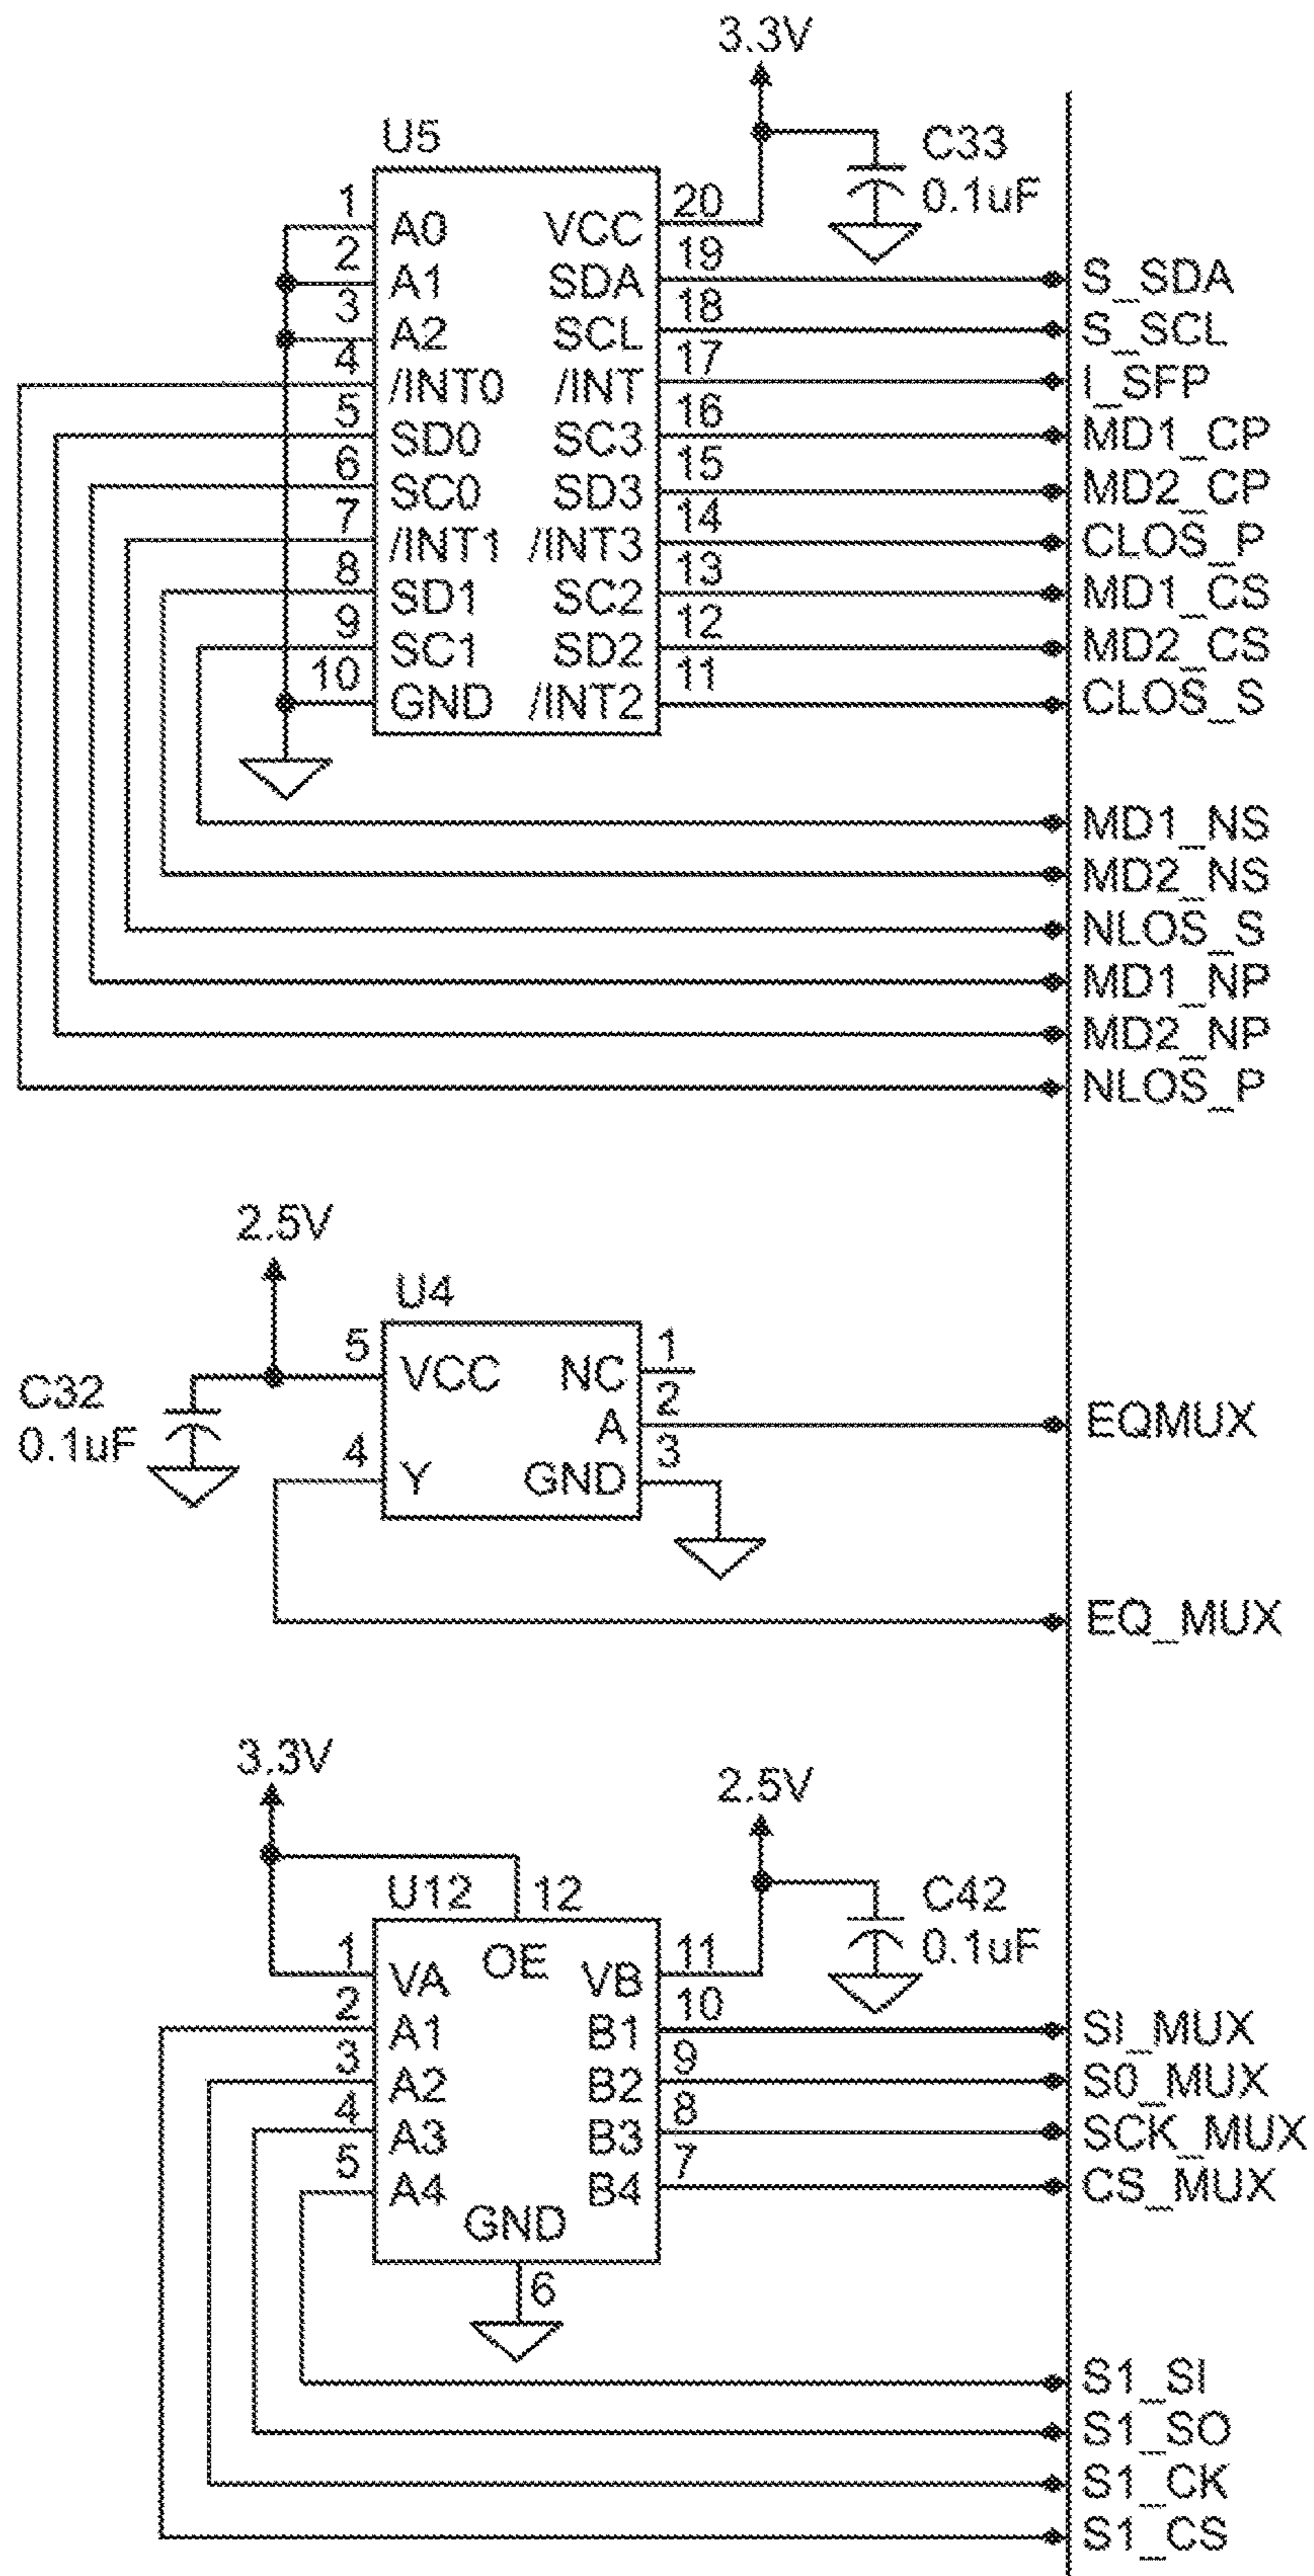 3.3V
U5
C33
0.1uF
1 A0 VCC 20
2 A1 SDA 19 S_SDA
3 A2 SCL 18 S_SCL
4 /INT0 /INT 17 I_SFP
5 SD0 SC3 16 MD1_CP
6 SC0 SD3 15 MD2_CP
7 /INT1 /INT3 14 CLOS_P
8 SD1 SC2 13 MD1_CS
9 SC1 SD2 12 MD2_CS
10 GND /INT2 11 CLOS_S
MD1_NS
MD2_NS
NLOS_S
MD1_NP
MD2_NP
NLOS_P
2.5V
U4
C32
0.1uF
5 VCC NC 1
A 2 EQMUX
4 Y GND 3
EQ_MUX
3.3V
2.5V
U12 12
C42
0.1uF
OE
1 VA VB 11
2 A1 B1 10 SI_MUX
3 A2 B2 9 S0_MUX
4 A3 B3 8 SCK_MUX
5 A4 B4 7 CS_MUX
GND
6
S1_SI
S1_SO
S1_CK
S1_CS